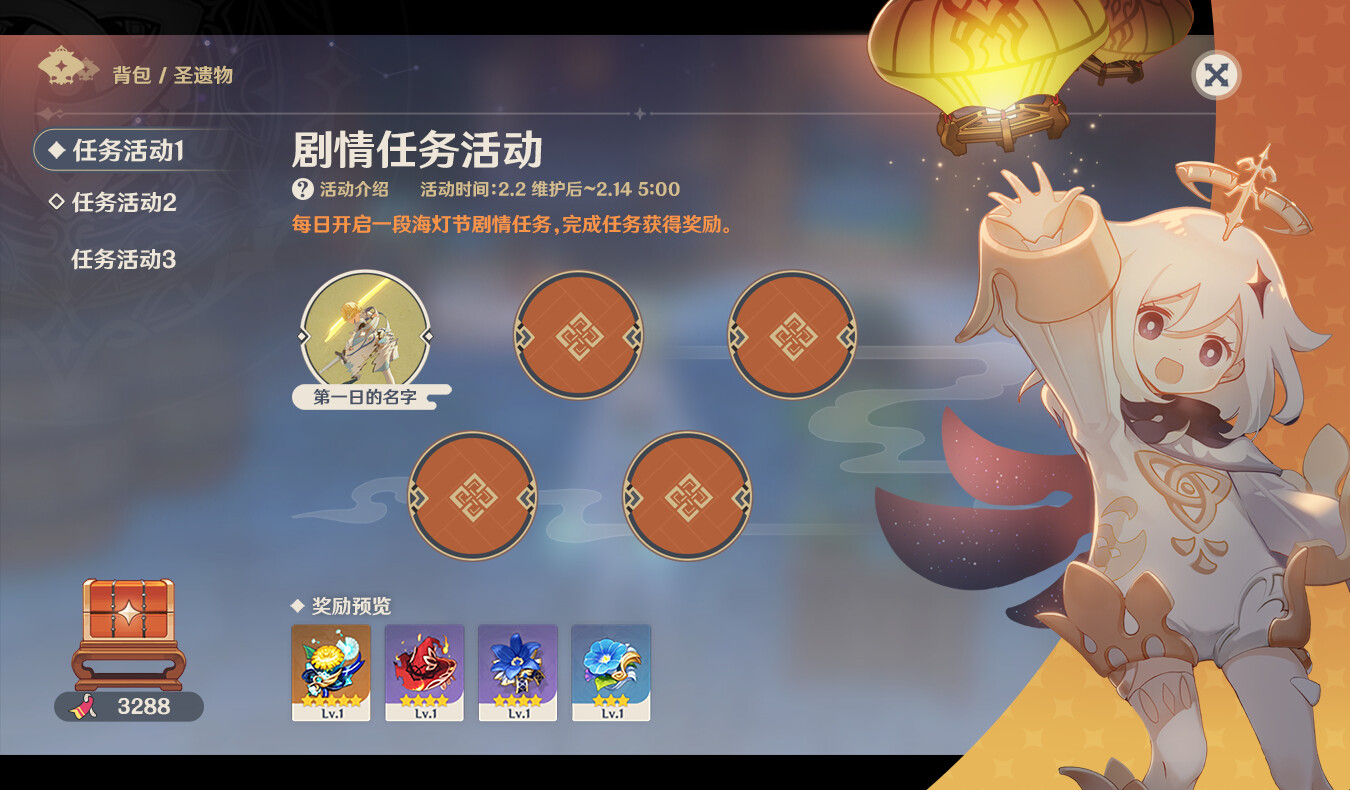 背包 / 圣遗物
任务活动1
任务活动2
任务活动3
剧情任务活动
? 活动介绍 活动时间:2.2 维护后~2.14 5:00
每日开启一段海灯节剧情任务,完成任务获得奖励。
第一日的名字
奖励预览
Lv.1 Lv.1 Lv.1 Lv.1
3288